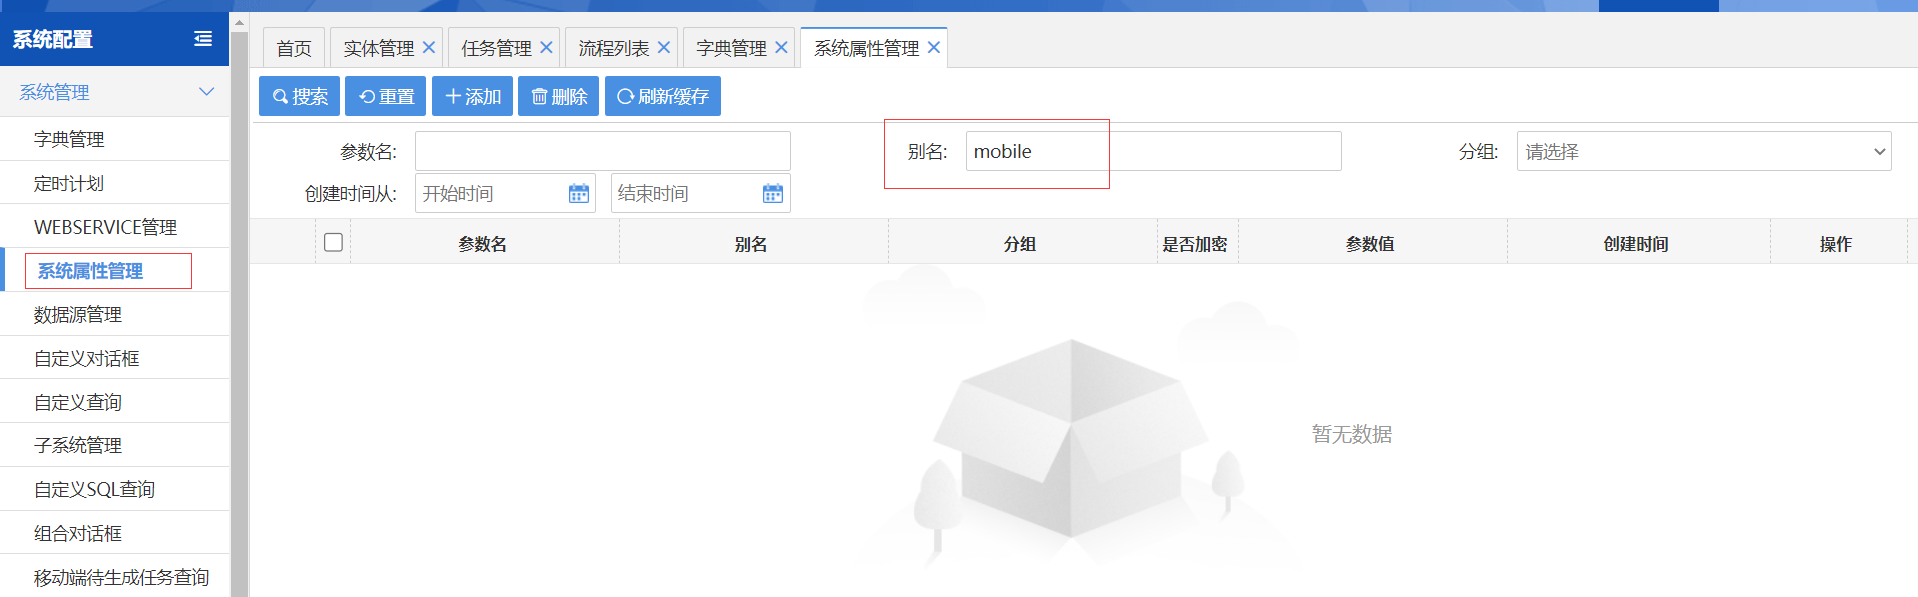 系统配置
系统管理
字典管理
定时计划
WEBSERVICE管理
系统属性管理
数据源管理
自定义对话框
自定义查询
子系统管理
自定义SQL查询
组合对话框
移动端待生成任务查询
首页 实体管理 任务管理 流程列表 字典管理 系统属性管理
搜索 重置 添加 删除 刷新缓存
参数名: 别名: mobile 分组: 请选择
创建时间从: 开始时间 结束时间
参数名 别名 分组 是否加密 参数值 创建时间 操作
暂无数据